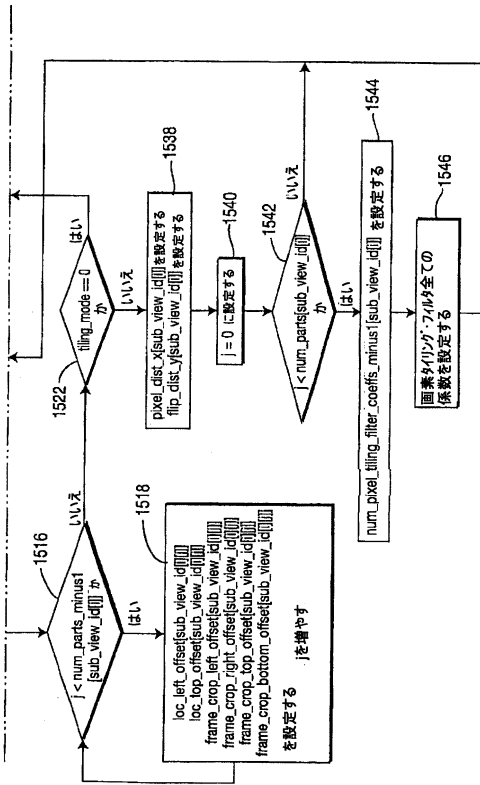 1516
j < num_parts_minus1
[sub_view_id[i]] か
いいえ
はい
1518
loc_left_offset[sub_view_id[i]][j]
loc_top_offset[sub_view_id[i]][j]
frame_crop_left_offset[sub_view_id[i]][j]
frame_crop_right_offset[sub_view_id[i]][j]
frame_crop_top_offset[sub_view_id[i]][j]
frame_crop_bottom_offset[sub_view_id[i]][j]
を設定する jを増やす
1522
tiling_mode == 0
か
はい
いいえ
1538
pixel_dist_x[sub_view_id[i]]を設定する
flip_dist_y[sub_view_id[i]]を設定する
1540
j = 0 に設定する
1542
j < num_parts[sub_view_id[i]]
か
いいえ
はい
1544
num_pixel_tiling_filter_coeffs_minus1[sub_view_id[i]] を設定する
1546
画素タイリング・フィルタ全ての
係数を設定する